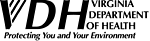 VDH VIRGINIA
DEPARTMENT
OF HEALTH
Protecting You and Your Environment